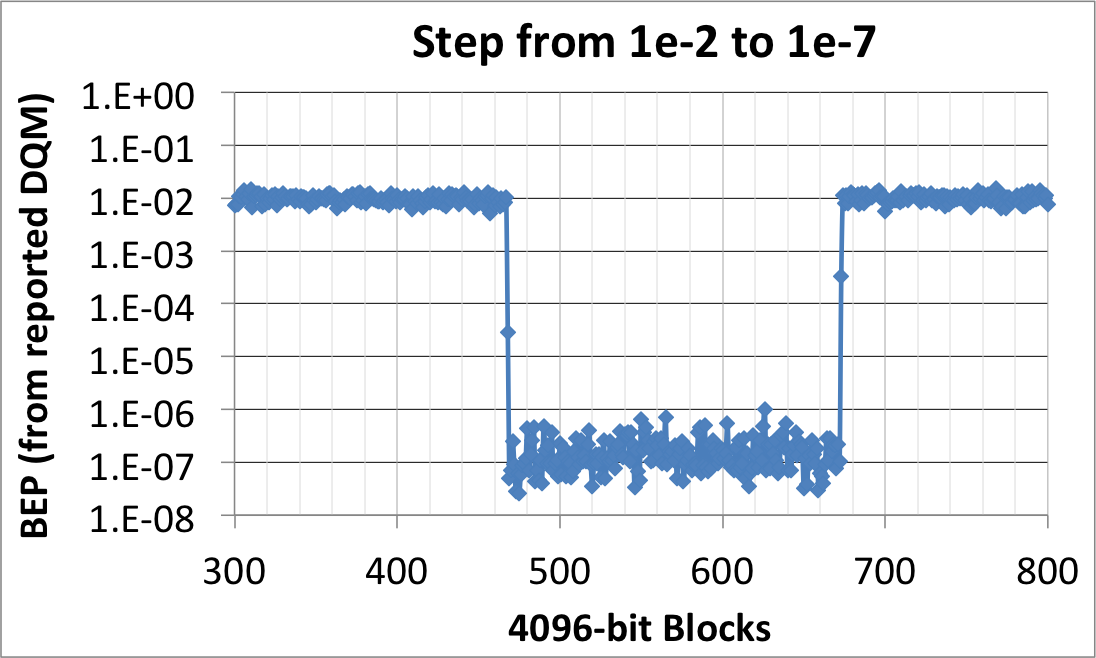 Step from 1e-2 to 1e-7
BEP (from reported DQM)
1.E+00
1.E-01
1.E-02
1.E-03
1.E-04
1.E-05
1.E-06
1.E-07
1.E-08
300 400 500 600 700 800
4096-bit Blocks